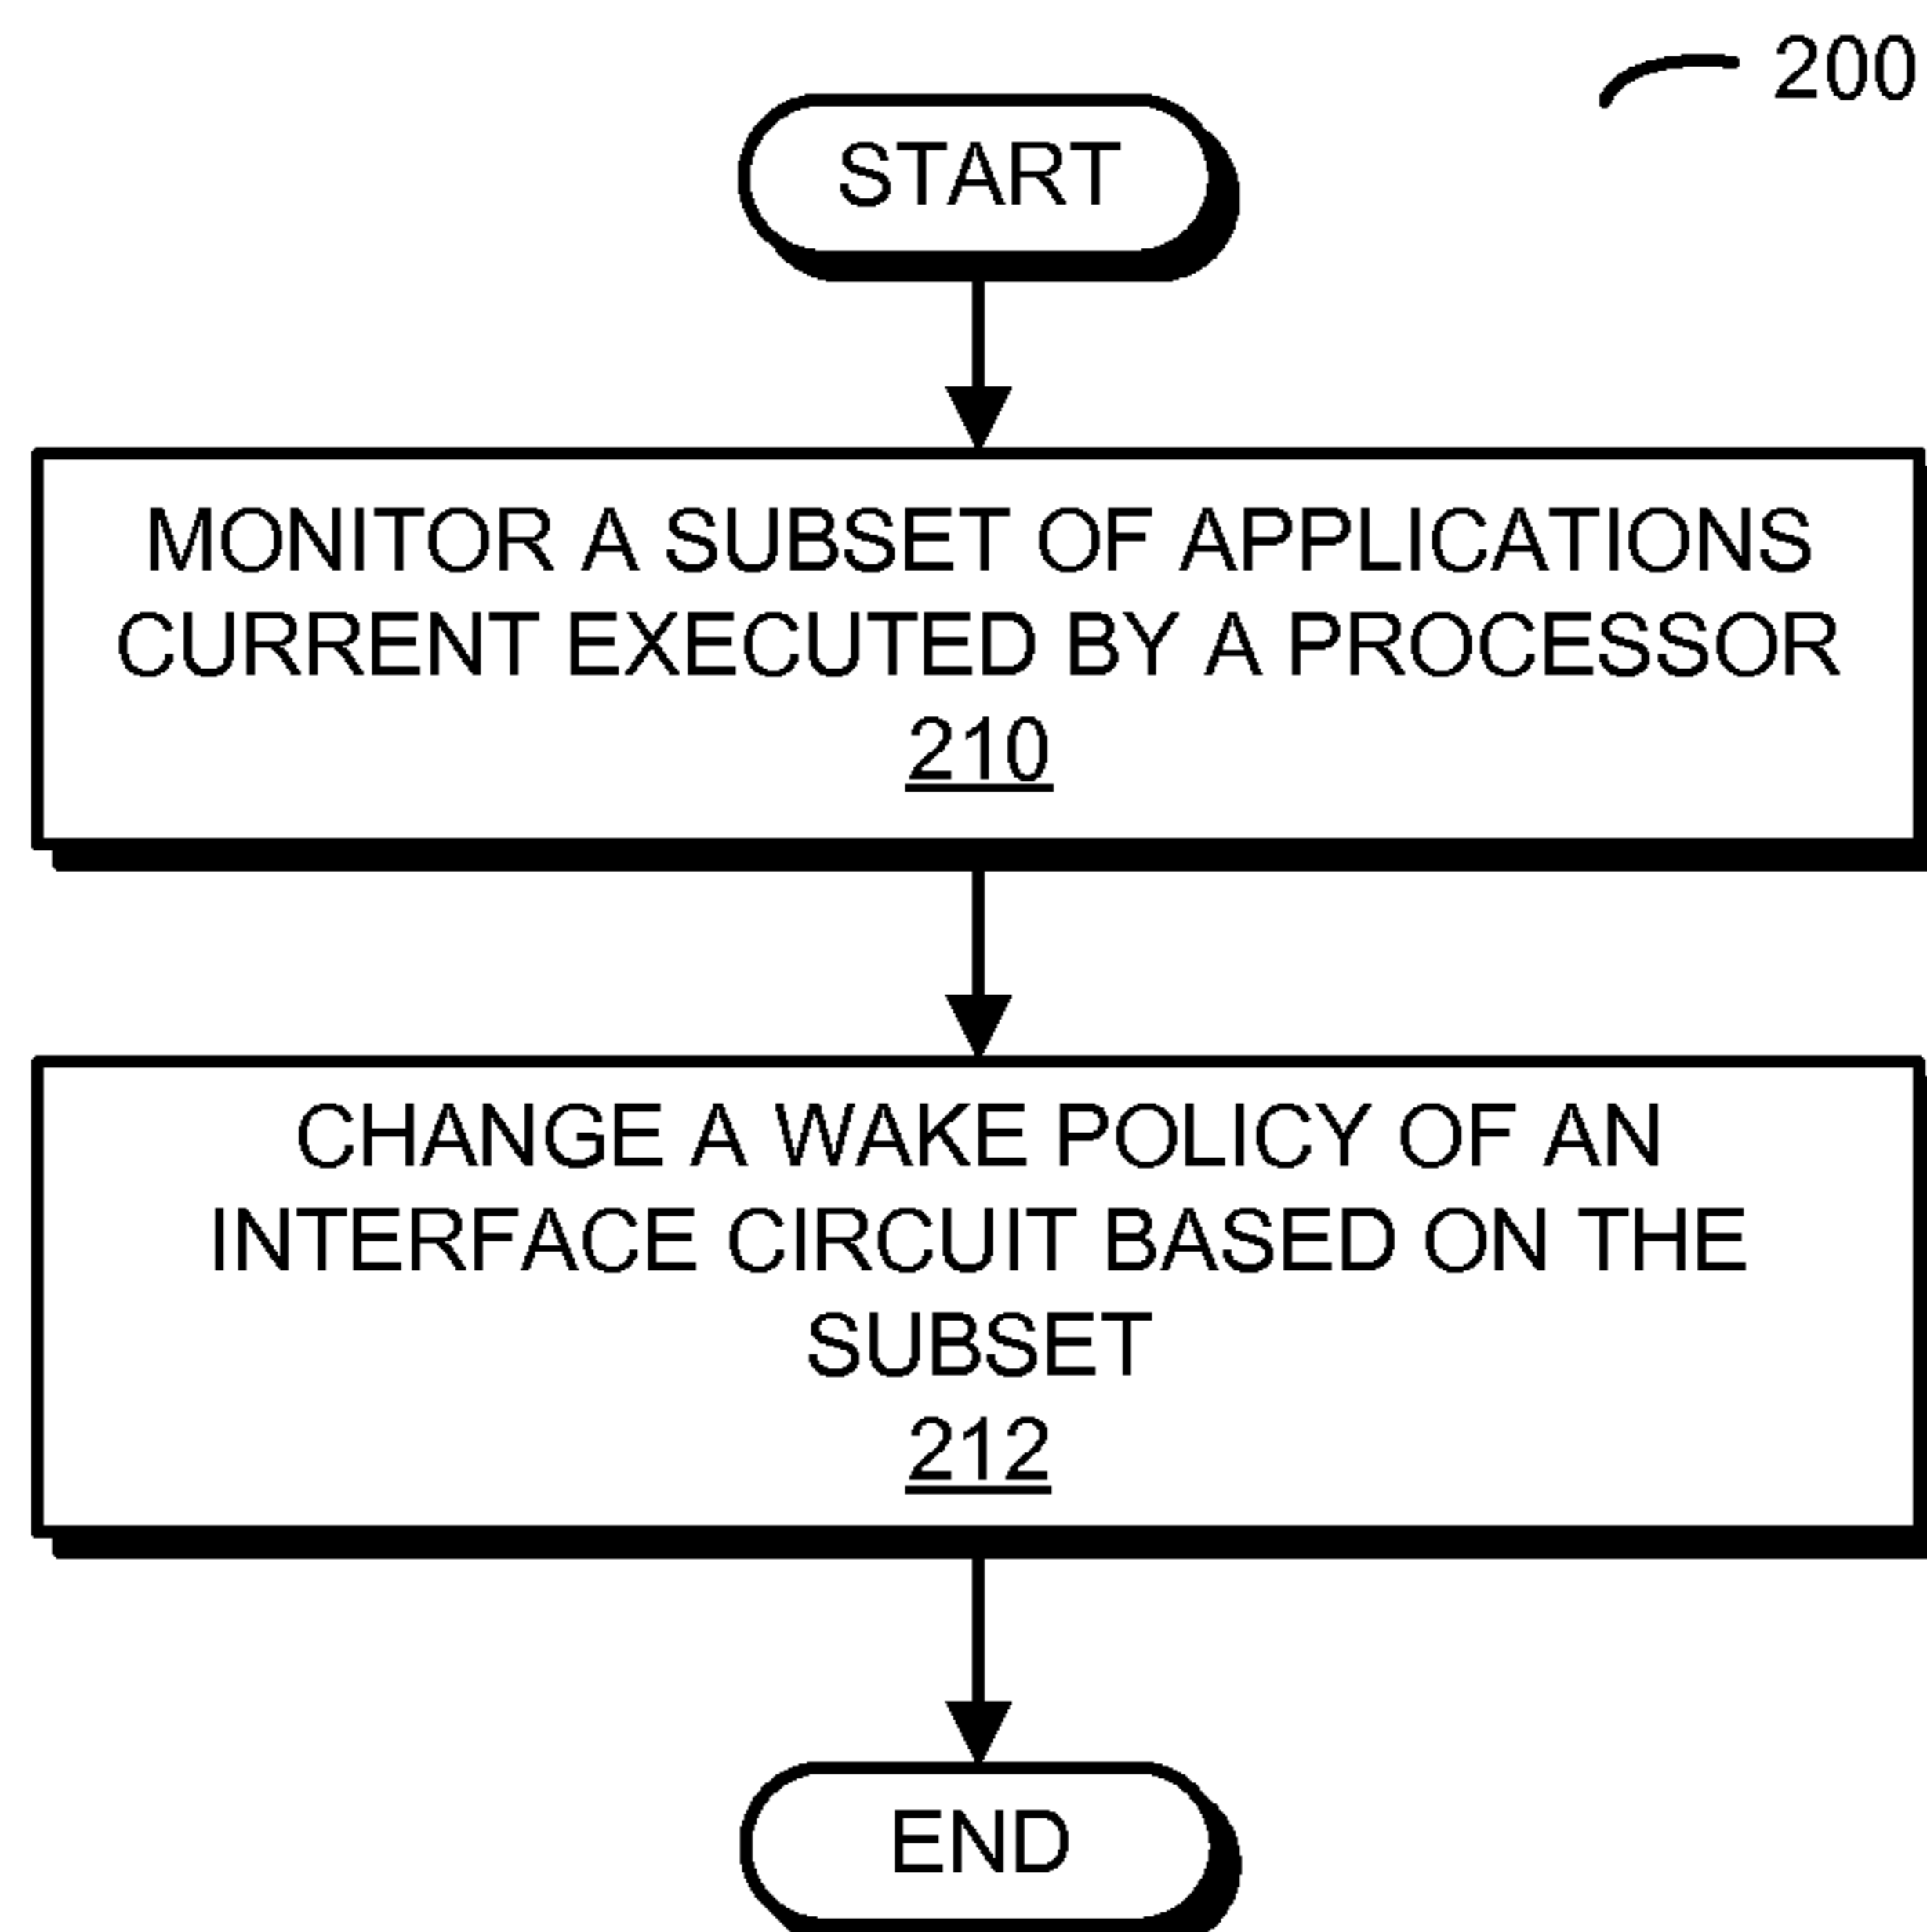 200
START
MONITOR A SUBSET OF APPLICATIONS
CURRENT EXECUTED BY A PROCESSOR
210
CHANGE A WAKE POLICY OF AN
INTERFACE CIRCUIT BASED ON THE
SUBSET
212
END